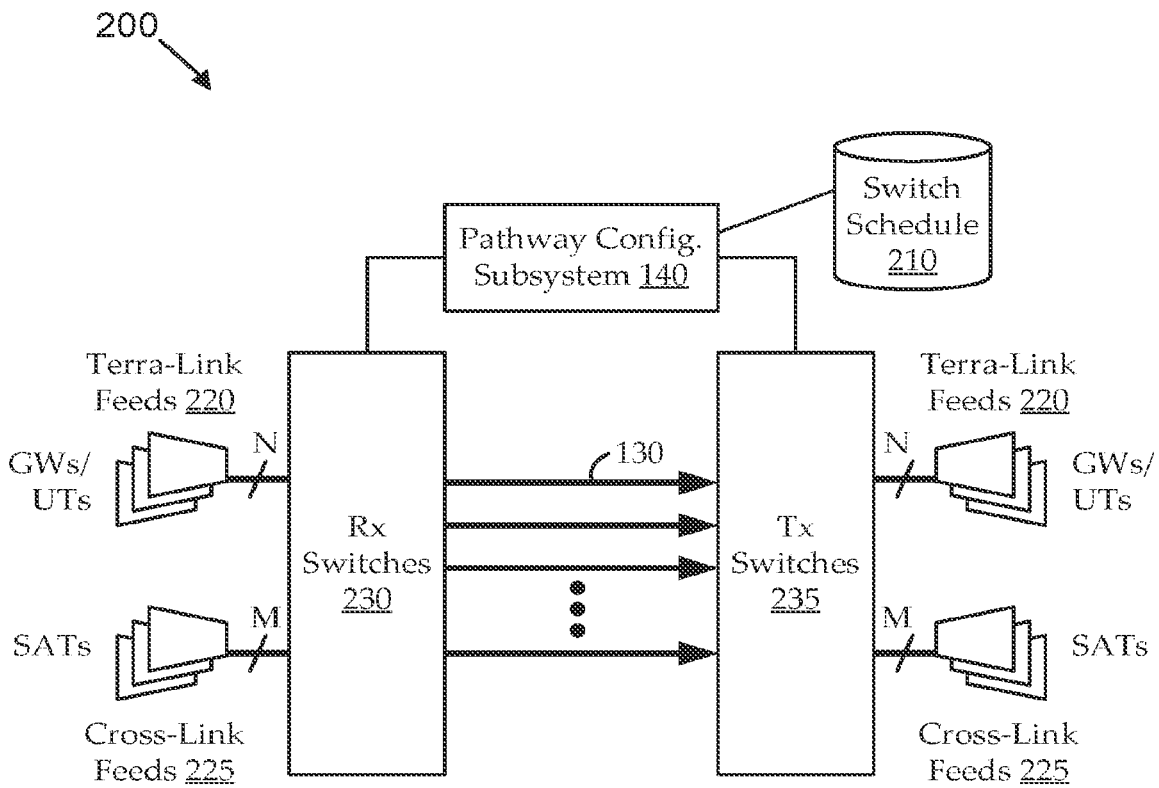 200
Switch
Schedule
210
Pathway Config.
Subsystem 140
Terra-Link
Feeds 220
Terra-Link
Feeds 220
GWs/
UTs
N
130
N
GWs/
UTs
Rx
Switches
230
Tx
Switches
235
SATs
M
M
SATs
Cross-Link
Feeds 225
Cross-Link
Feeds 225